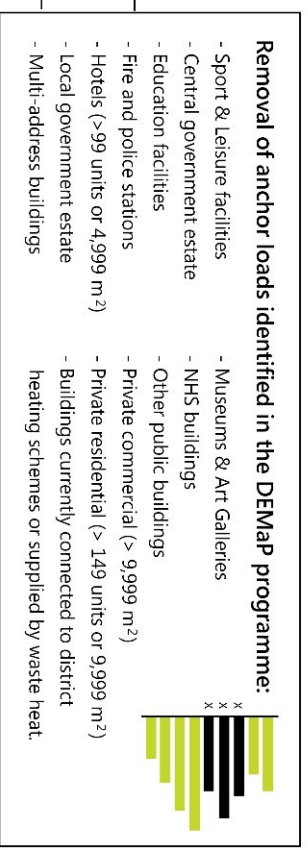 Removal of anchor loads identified in the DEMaP programme:
- Sport & Leisure facilities
- Central government estate
- Education facilities
- Fire and police stations
- Hotels (>99 units or 4,999 m²)
- Local government estate
- Multi-address buildings
- Museums & Art Galleries
- NHS buildings
- Other public buildings
- Private commercial (> 9,999 m²)
- Private residential (> 149 units or 9,999 m²)
- Buildings currently connected to district
heating schemes or supplied by waste heat.
x
x
x